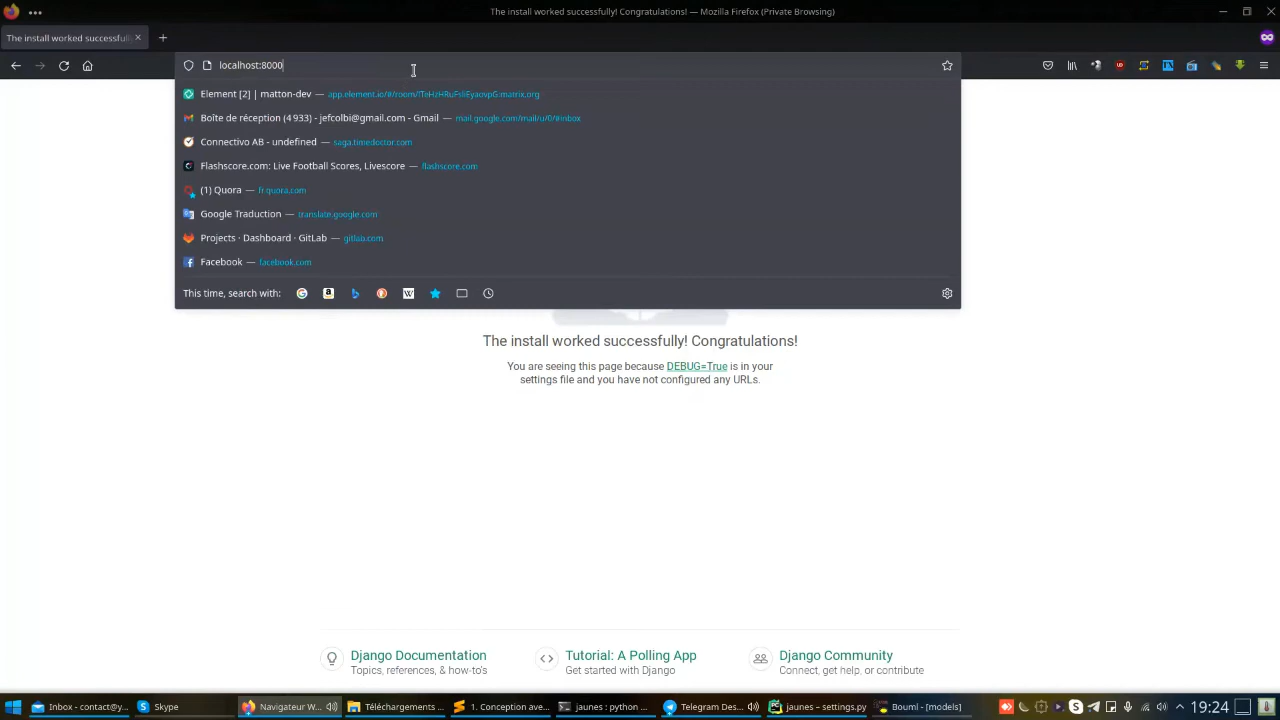 The install worked successfully! Congratulations! — Mozilla Firefox (Private Browsing)
The install worked successfull
localhost:8000
Element [2] | matton-dev — 
Boîte de réception (4 933) - jefcolbi@gmail.com - Gmail — mail.google.com/mail/u/0/#inbox
Connectivo AB - undefined — saga.timedoctor.com
Flashscore.com: Live Football Scores, Livescore — flashscore.com
(1) Quora — fr.quora.com
Google Traduction — translate.google.com
Projects · Dashboard · GitLab — gitlab.com
Facebook — facebook.com
This time, search with:
The install worked successfully! Congratulations!
You are seeing this page because DEBUG=True is in your
settings file and you have not configured any URLs.
Django Documentation
Topics, references, & how-to's
Tutorial: A Polling App
Get started with Django
Django Community
Connect, get help, or contribute
Inbox - contact@y...
Skype
Navigateur W...
Téléchargements ...
1. Conception ave...
jaunes : python ...
Telegram Des...
jaunes – settings.py
Bouml - [models]
19:24